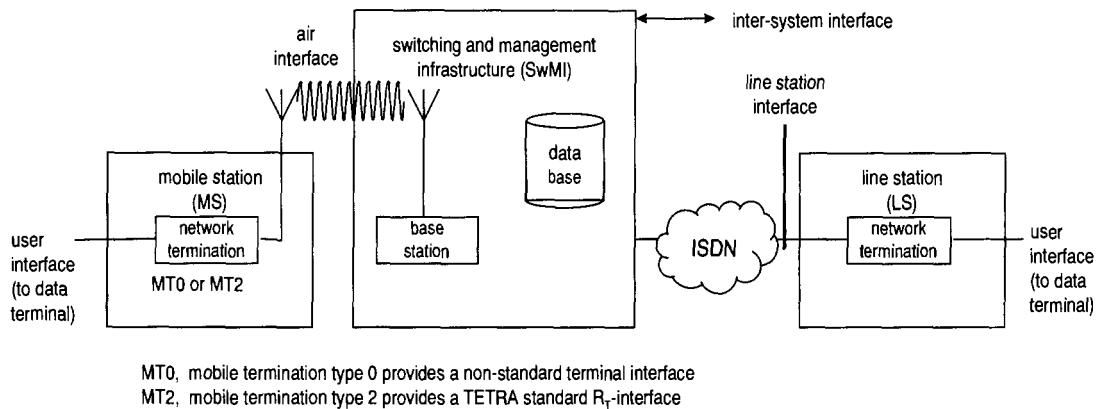 air
interface
switching and management
infrastructure (SwMI)
inter-system interface
line station
interface
data
base
mobile station
(MS)
network
termination
MT0 or MT2
user
interface
(to data
terminal)
base
station
ISDN
line station
(LS)
network
termination
user
interface
(to data
terminal)
MT0, mobile termination type 0 provides a non-standard terminal interface
MT2, mobile termination type 2 provides a TETRA standard R_T-interface